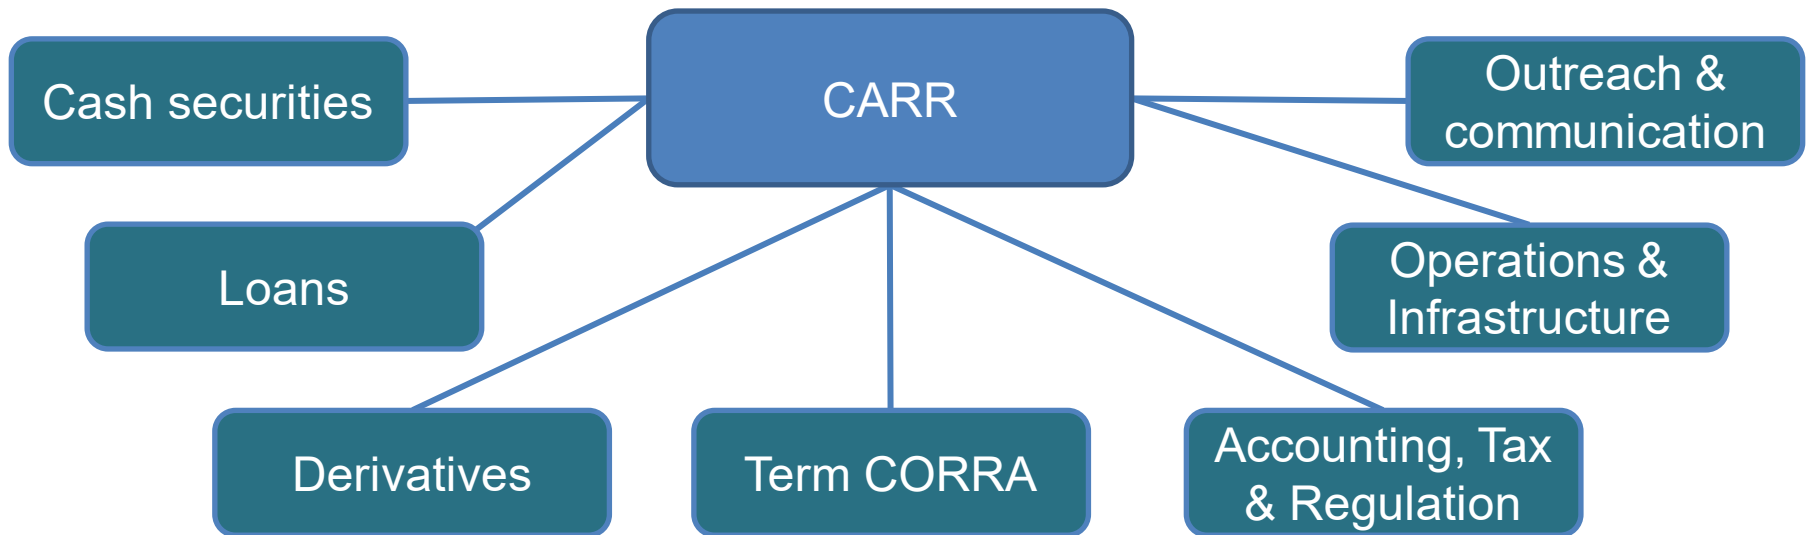 CARR
Cash securities
Outreach &
communication
Loans
Operations &
Infrastructure
Derivatives
Term CORRA
Accounting, Tax
& Regulation